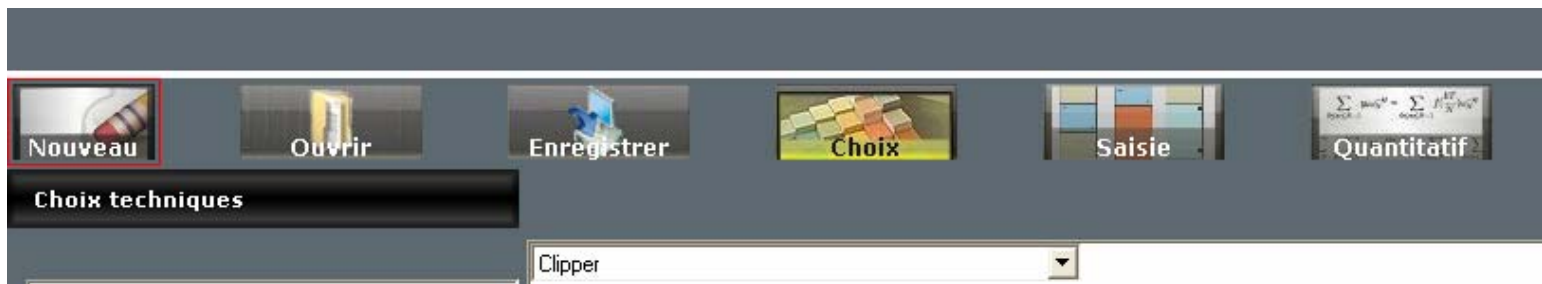 Nouveau Ouvrir Enregistrer Choix Saisie Quantitatif
Choix techniques
Clipper